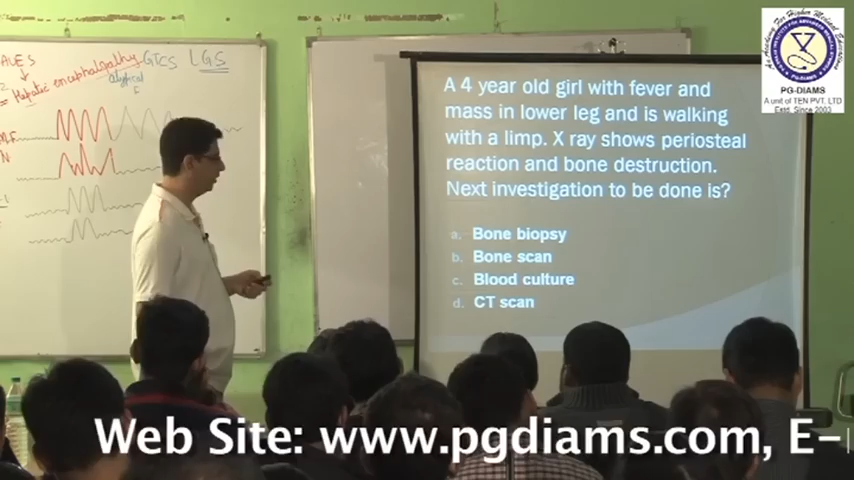 AVES
GTCS LGS
Hepatic encephalopathy
atypical
A 4 year old girl with fever and
mass in lower leg and is walking
with a limp. X ray shows periosteal
reaction and bone destruction.
Next investigation to be done is?
a. Bone biopsy
b. Bone scan
c. Blood culture
d. CT scan
PG-DIAMS
A unit of TEN PVT. LTD
Estd. Since 2003
Web Site: www.pgdiams.com, E-